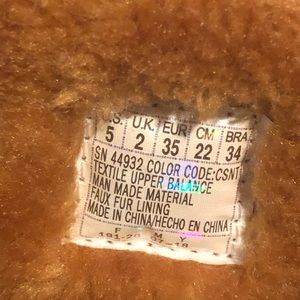 U.K. EUR CM BRA
5 2 35 22 34
SN 44932 COLOR CODE:CSNT
TEXTILE UPPER BALANCE
MAN MADE MATERIAL
FAUX FUR LINING
MADE IN CHINA/HECHO EN CHINA
F M Y